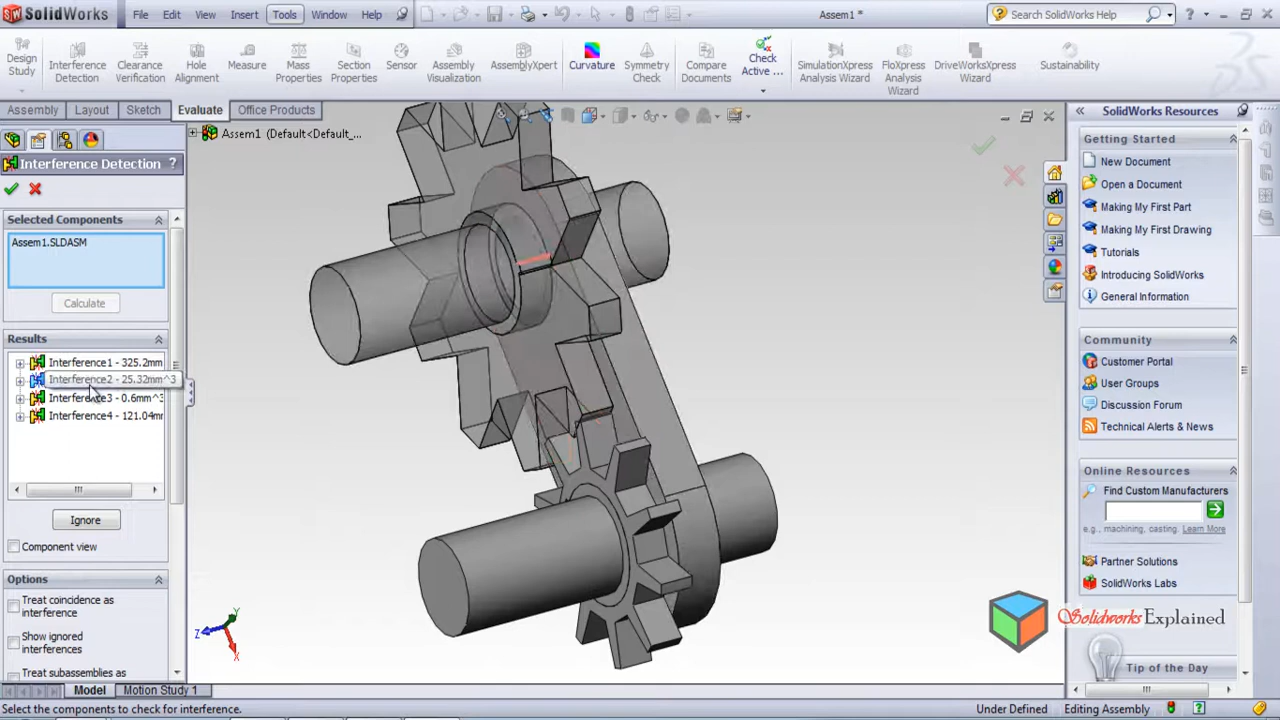 SolidWorks
File Edit View Insert Tools Window Help
Assem1 *
Search SolidWorks Help
Design Study
Interference Detection
Clearance Verification
Hole Alignment
Measure
Mass Properties
Section Properties
Sensor
Assembly Visualization
AssemblyXpert
Curvature
Symmetry Check
Compare Documents
Check Active ...
SimulationXpress Analysis Wizard
FloXpress Analysis Wizard
DriveWorksXpress Wizard
Sustainability
Assembly Layout Sketch Evaluate Office Products
Assem1 (Default<Default_...
Interference Detection ?
Selected Components
Assem1.SLDASM
Calculate
Results
Interference1 - 325.2mm
Interference2 - 25.32mm^3
Interference3 - 0.6mm^3
Interference4 - 121.04mm
Ignore
Component view
Options
Treat coincidence as
interference
Show ignored
interferences
Treat subassemblies as
Y
Z
X
SolidWorks Resources
Getting Started
New Document
Open a Document
Making My First Part
Making My First Drawing
Tutorials
Introducing SolidWorks
General Information
Community
Customer Portal
User Groups
Discussion Forum
Technical Alerts & News
Online Resources
Find Custom Manufacturers
e.g., machining, casting. Learn More
Partner Solutions
SolidWorks Labs
Solidworks Explained
Tip of the Day
Model Motion Study 1
Select the components to check for interference.
Under Defined
Editing Assembly